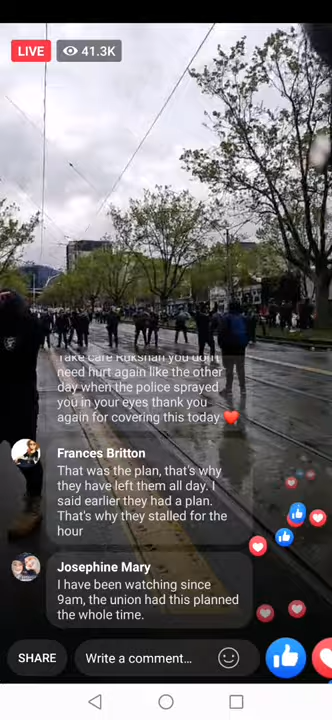 LIVE
41.3K
Take care Rukshan you don't
need hurt again like the other
day when the police sprayed
you in your eyes thank you
again for covering this today ❤️
Frances Britton
That was the plan, that's why
they have left them all day. I
said earlier they had a plan.
That's why they stalled for the
hour
Josephine Mary
I have been watching since
9am, the union had this planned
the whole time.
SHARE
Write a comment...